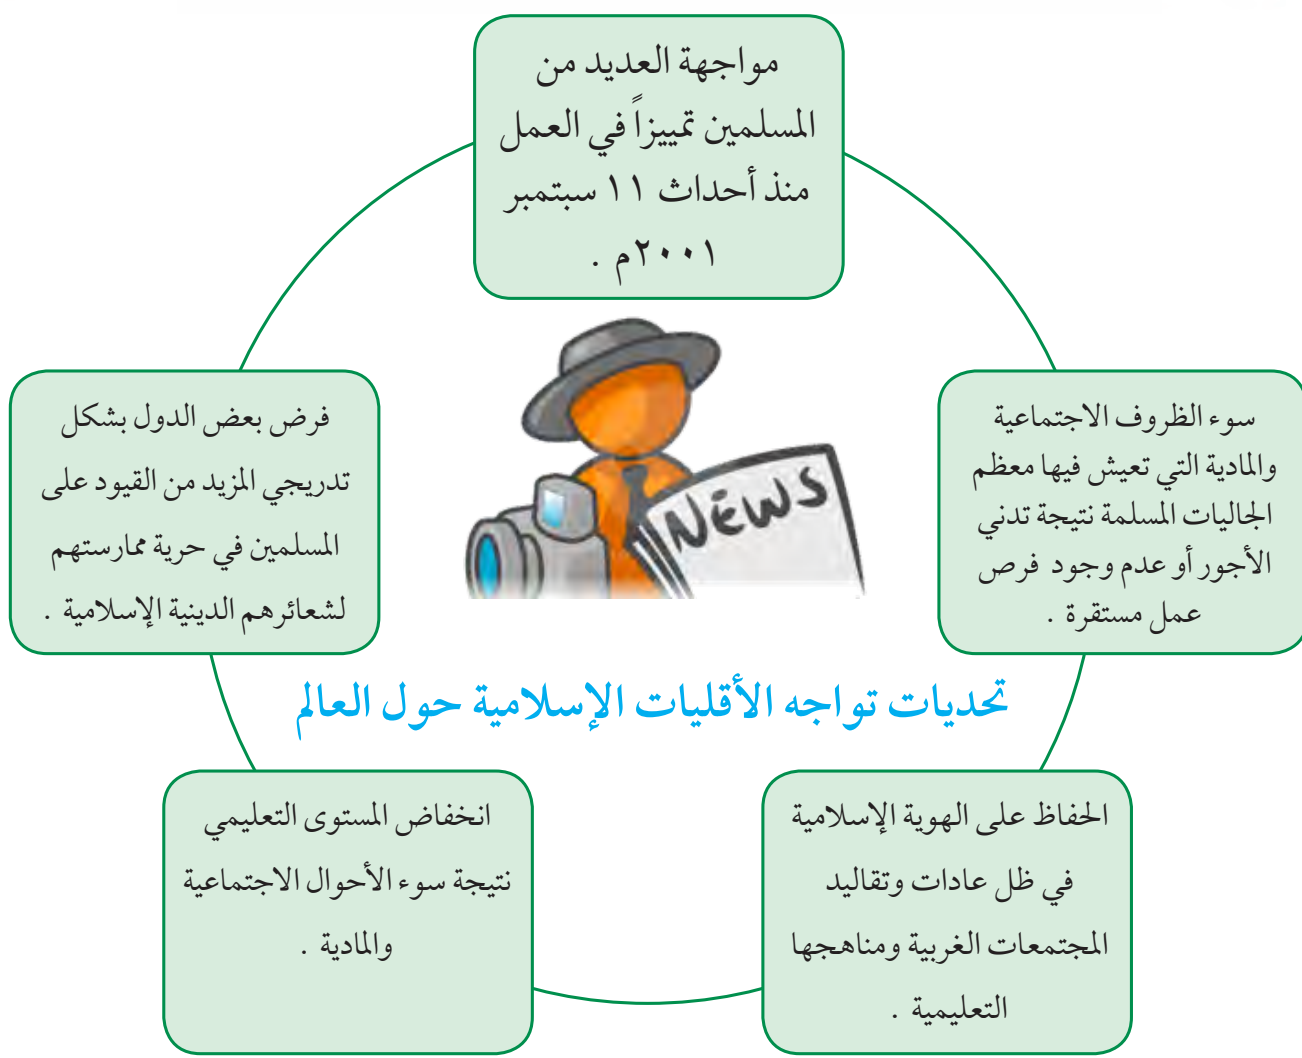 مواجهة العديد من
المسلمين تمييزاً في العمل
منذ أحداث ١١ سبتمبر
٢٠٠١م .
سوء الظروف الاجتماعية
والمادية التي تعيش فيها معظم
الجاليات المسلمة نتيجة تدني
الأجور أو عدم وجود فرص
عمل مستقرة .
فرض بعض الدول بشكل
تدريجي المزيد من القيود على
المسلمين في حرية ممارستهم
لشعائرهم الدينية الإسلامية .
NEWS
تحديات تواجه الأقليات الإسلامية حول العالم
الحفاظ على الهوية الإسلامية
في ظل عادات وتقاليد
المجتمعات الغربية ومناهجها
التعليمية .
انخفاض المستوى التعليمي
نتيجة سوء الأحوال الاجتماعية
والمادية .